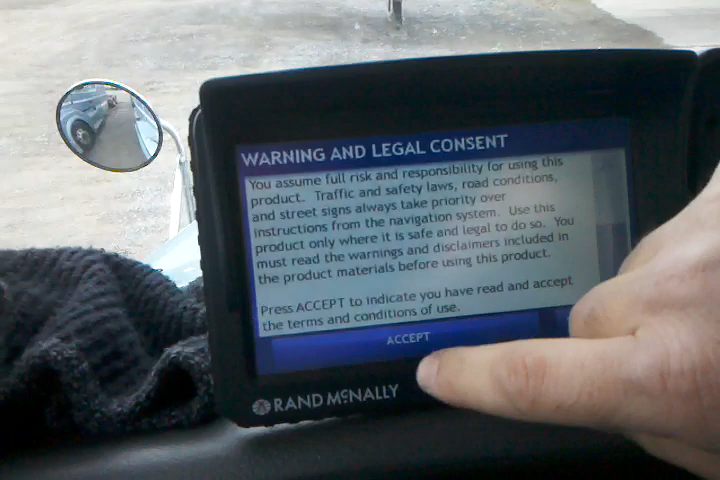 WARNING AND LEGAL CONSENT
You assume full risk and responsibility for using this
product. Traffic and safety laws, road conditions,
and street signs always take priority over
instructions from the navigation system. Use this
product only where it is safe and legal to do so. You
must read the warnings and disclaimers included in
the product materials before using this product.
Press ACCEPT to indicate you have read and accept
the terms and conditions of use.
ACCEPT
RAND MCNALLY